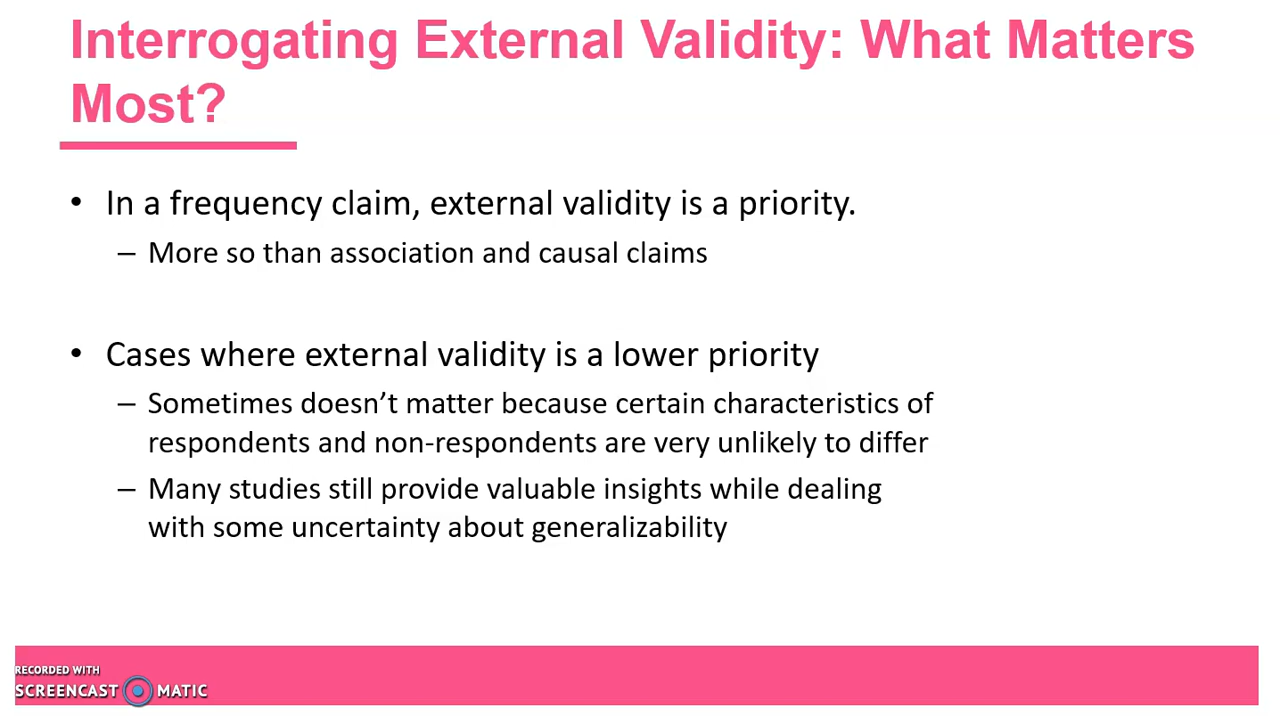 Interrogating External Validity: What Matters
Most?
• In a frequency claim, external validity is a priority.
– More so than association and causal claims
• Cases where external validity is a lower priority
– Sometimes doesn’t matter because certain characteristics of
respondents and non-respondents are very unlikely to differ
– Many studies still provide valuable insights while dealing
with some uncertainty about generalizability
RECORDED WITH
SCREENCAST MATIC